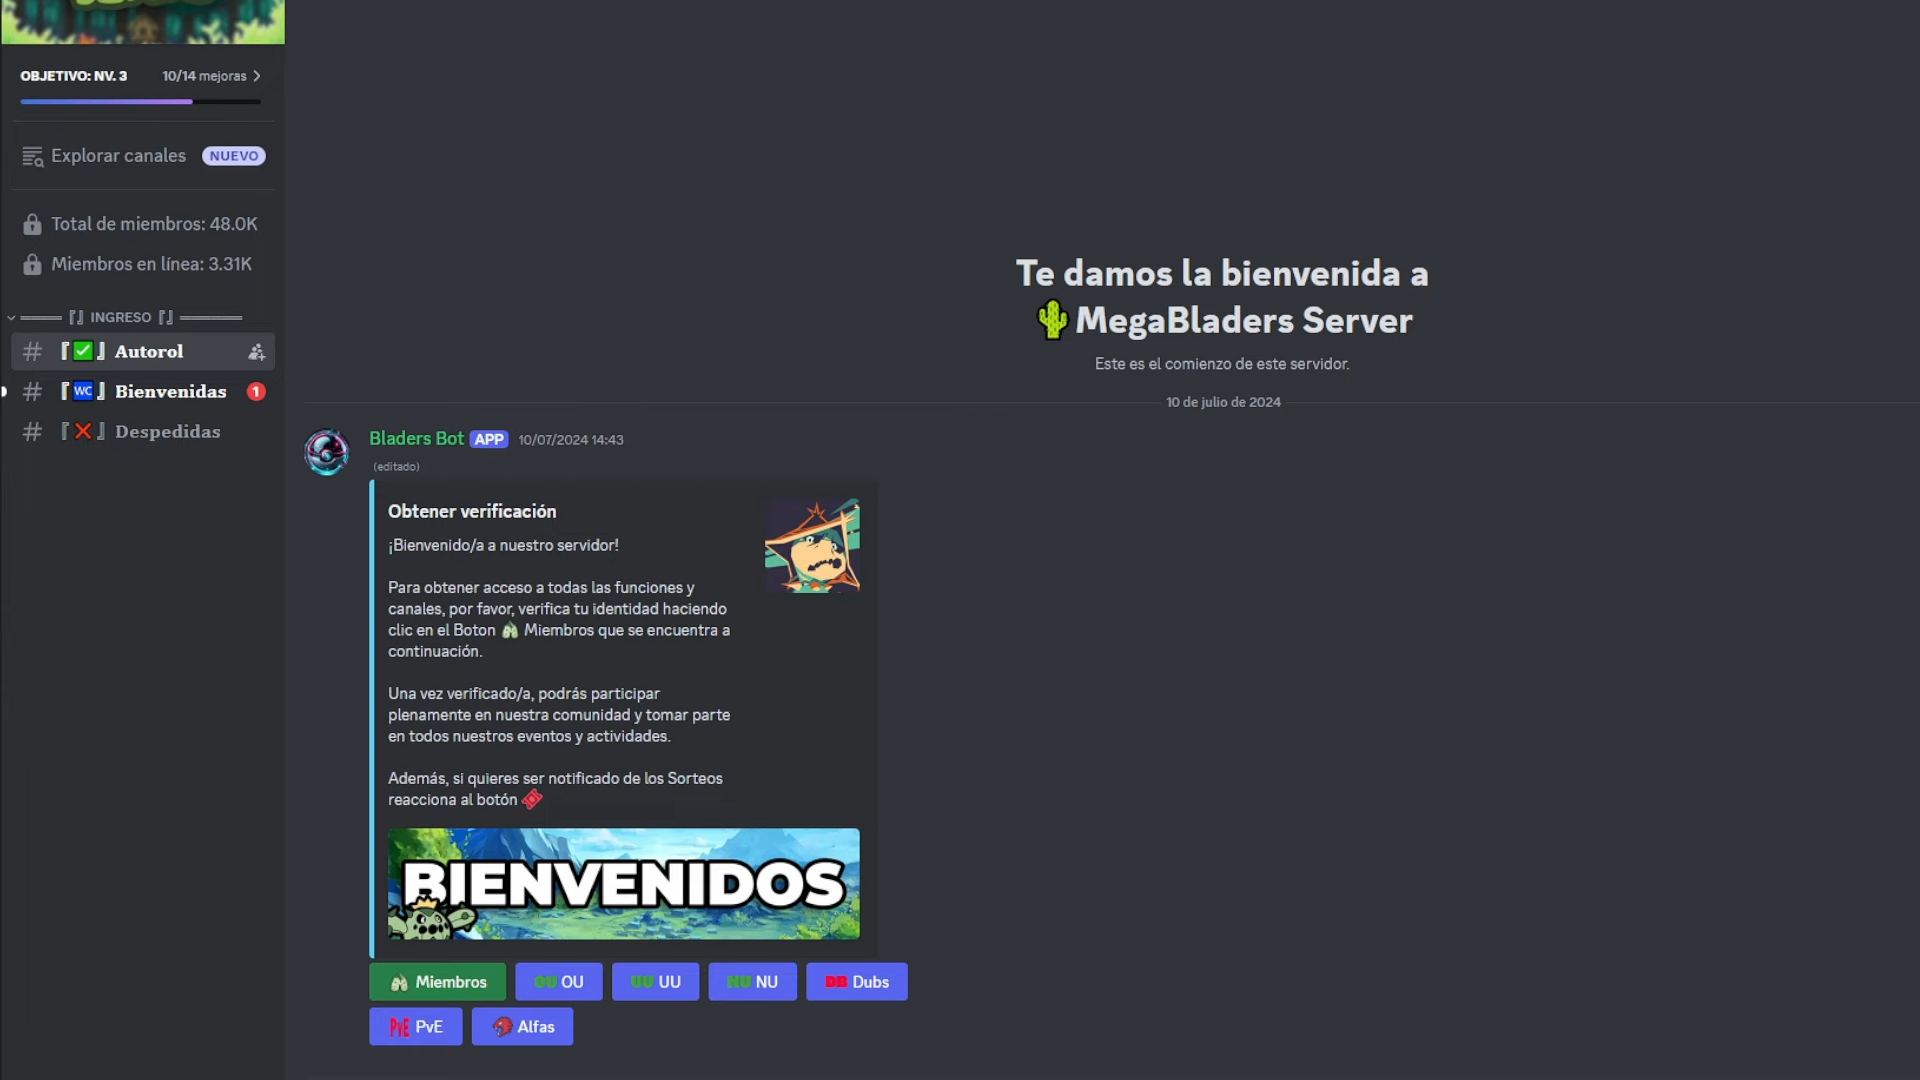 OBJETIVO: NV. 3 10/14 mejoras
Explorar canales NUEVO
Total de miembros: 48.0K
Miembros en línea: 3.31K
═══ 『』 INGRESO 『』 ═════
# 『✅』 Autorol
# 『🚾』 Bienvenidas 1
# 『❌』 Despedidas
Te damos la bienvenida a
🌵MegaBladers Server
Este es el comienzo de este servidor.
10 de julio de 2024
Bladers Bot APP 10/07/2024 14:43
(editado)
Obtener verificación
¡Bienvenido/a a nuestro servidor!
Para obtener acceso a todas las funciones y
canales, por favor, verifica tu identidad haciendo
clic en el Boton Miembros que se encuentra a
continuación.
Una vez verificado/a, podrás participar
plenamente en nuestra comunidad y tomar parte
en todos nuestros eventos y actividades.
Además, si quieres ser notificado de los Sorteos
reacciona al botón
BIENVENIDOS
Miembros OU OU UU UU NU NU DB Dubs
PvE PvE Alfas